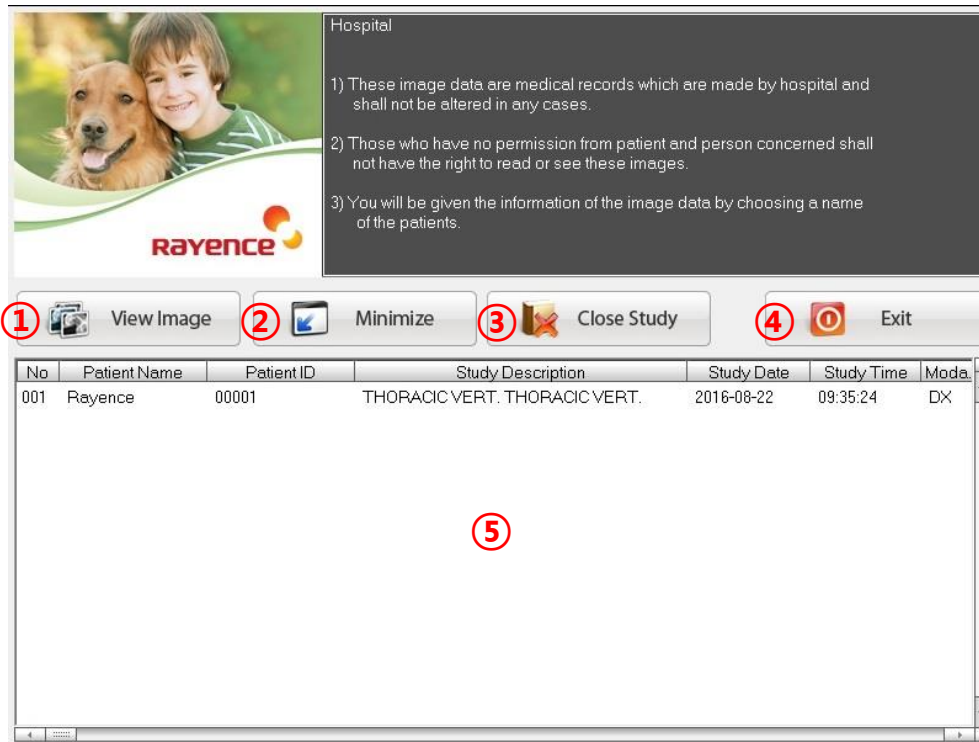 Hospital
1) These image data are medical records which are made by hospital and
shall not be altered in any cases.
2) Those who have no permission from patient and person concerned shall
not have the right to read or see these images.
3) You will be given the information of the image data by choosing a name
of the patients.
RAYENCE
① View Image ② Minimize ③ Close Study ④ Exit
No Patient Name Patient ID Study Description Study Date Study Time Moda.
001 Rayence 00001 THORACIC VERT. THORACIC VERT. 2016-08-22 09:35:24 DX
⑤